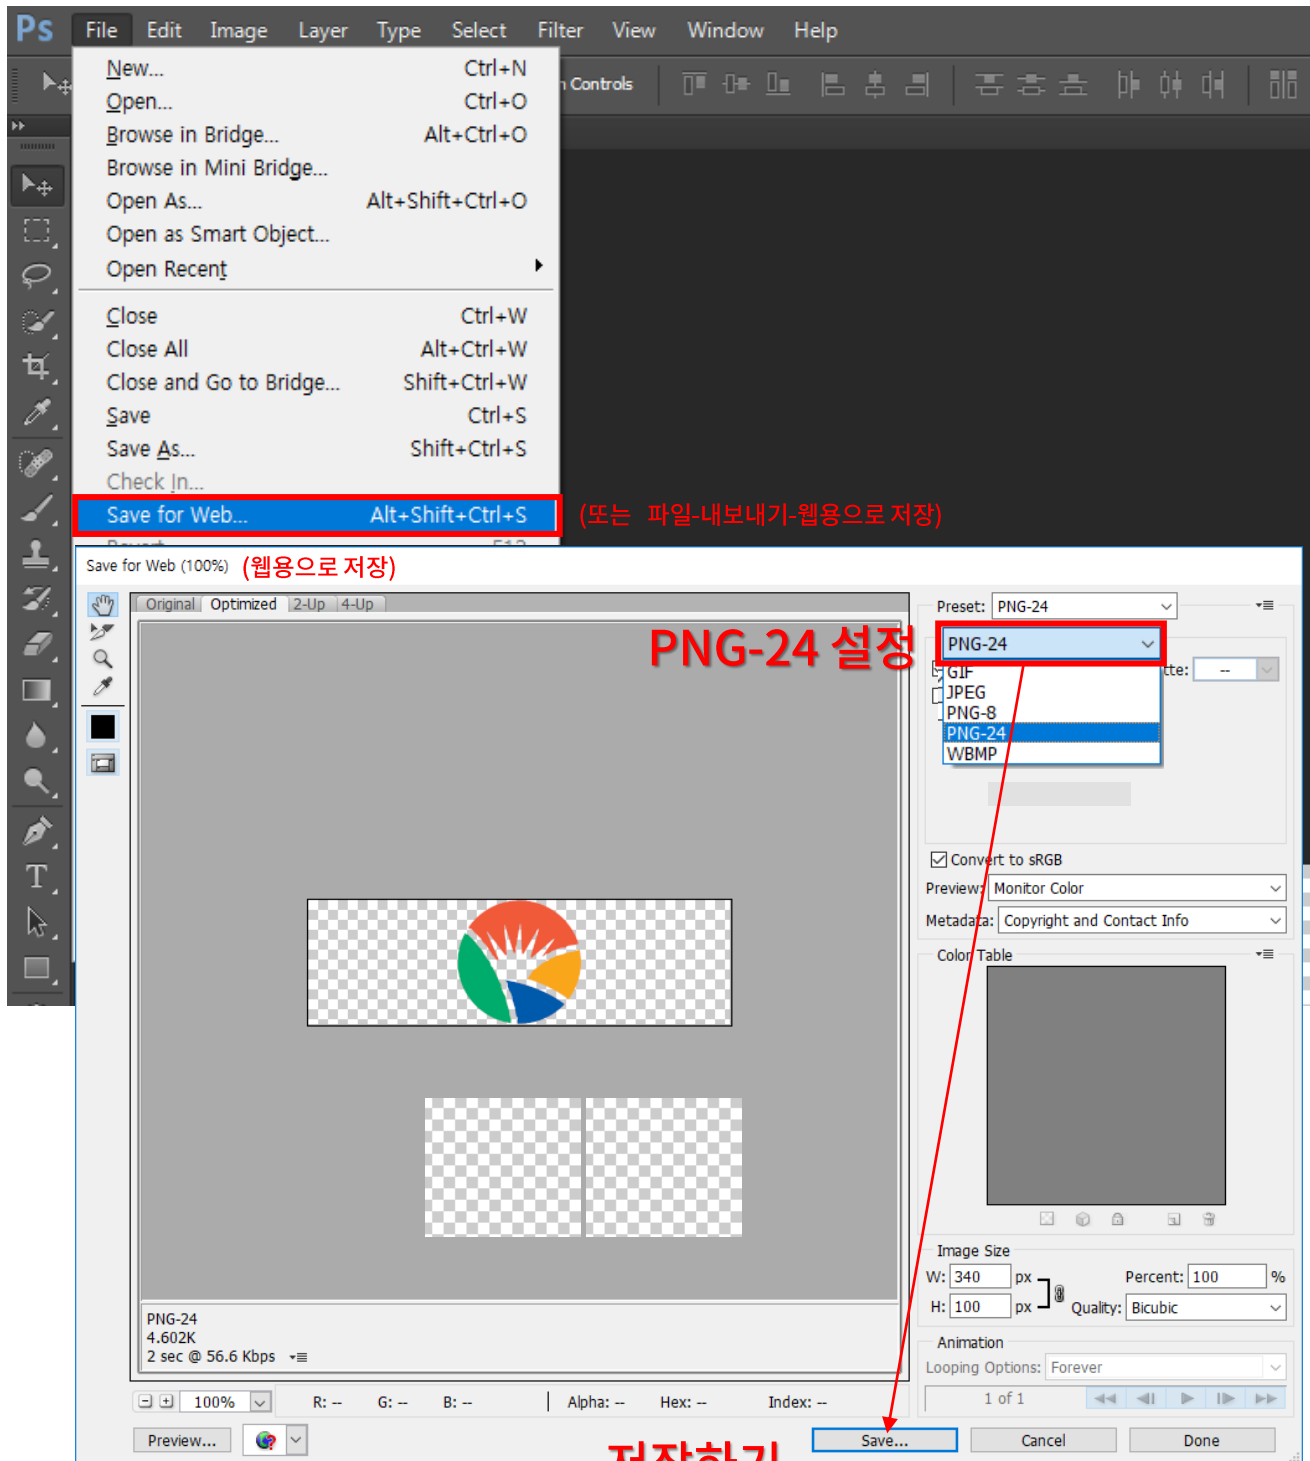 Ps File Edit Image Layer Type Select Filter View Window Help
New... Ctrl+N
Controls
Open... Ctrl+O
Browse in Bridge... Alt+Ctrl+O
Browse in Mini Bridge...
Open As... Alt+Shift+Ctrl+O
Open as Smart Object...
Open Recent
Close Ctrl+W
Close All Alt+Ctrl+W
Close and Go to Bridge... Shift+Ctrl+W
Save Ctrl+S
Save As... Shift+Ctrl+S
Check In...
Save for Web... Alt+Shift+Ctrl+S (또는 파일-내보내기-웹용으로 저장)
Save for Web (100%) (웹용으로 저장)
Original Optimized 2-Up 4-Up
Preset: PNG-24
PNG-24 설정
PNG-24
GIF
JPEG
PNG-8
PNG-24
WBMP
--
Convert to sRGB
Preview: Monitor Color
Metadata: Copyright and Contact Info
Color Table
Image Size
W: 340 px Percent: 100 %
H: 100 px Quality: Bicubic
PNG-24
4.602K
2 sec @ 56.6 Kbps
Animation
Looping Options: Forever
1 of 1
100% R: -- G: -- B: -- Alpha: -- Hex: -- Index: --
Preview... 저장하기 Save... Cancel Done